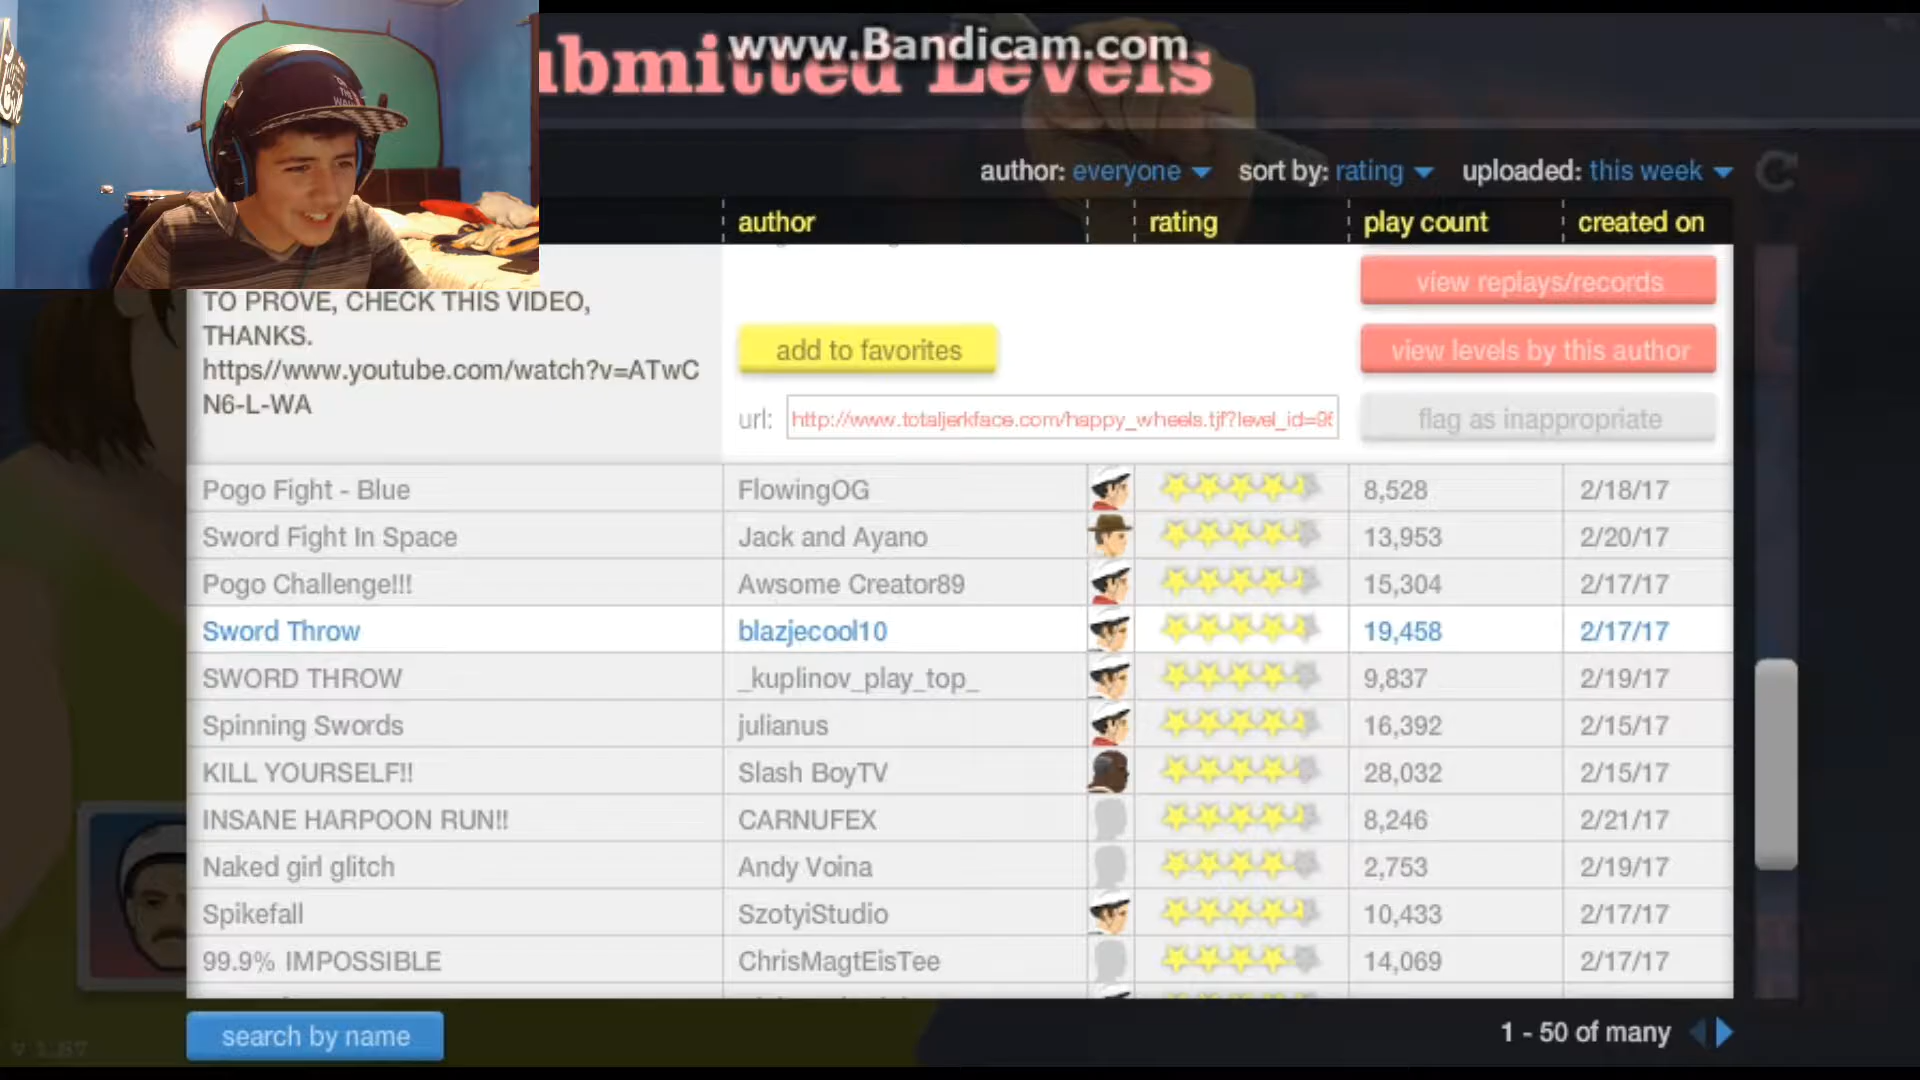 www.Bandicam.com
ubmitted Levels
author: everyone sort by: rating uploaded: this week
author rating play count created on
TO PROVE, CHECK THIS VIDEO,
THANKS.
https//www.youtube.com/watch?v=ATwC
N6-L-WA
view replays/records
add to favorites
view levels by this author
url: http://www.totaljerkface.com/happy_wheels.tjf?level_id=9
flag as inappropriate
Pogo Fight - Blue FlowingOG 8,528 2/18/17
Sword Fight In Space Jack and Ayano 13,953 2/20/17
Pogo Challenge!!! Awsome Creator89 15,304 2/17/17
Sword Throw blazjecool10 19,458 2/17/17
SWORD THROW _kuplinov_play_top_ 9,837 2/19/17
Spinning Swords julianus 16,392 2/15/17
KILL YOURSELF!! Slash BoyTV 28,032 2/15/17
INSANE HARPOON RUN!! CARNUFEX 8,246 2/21/17
Naked girl glitch Andy Voina 2,753 2/19/17
Spikefall SzotyiStudio 10,433 2/17/17
99.9% IMPOSSIBLE ChrisMagtEisTee 14,069 2/17/17
search by name
1 - 50 of many